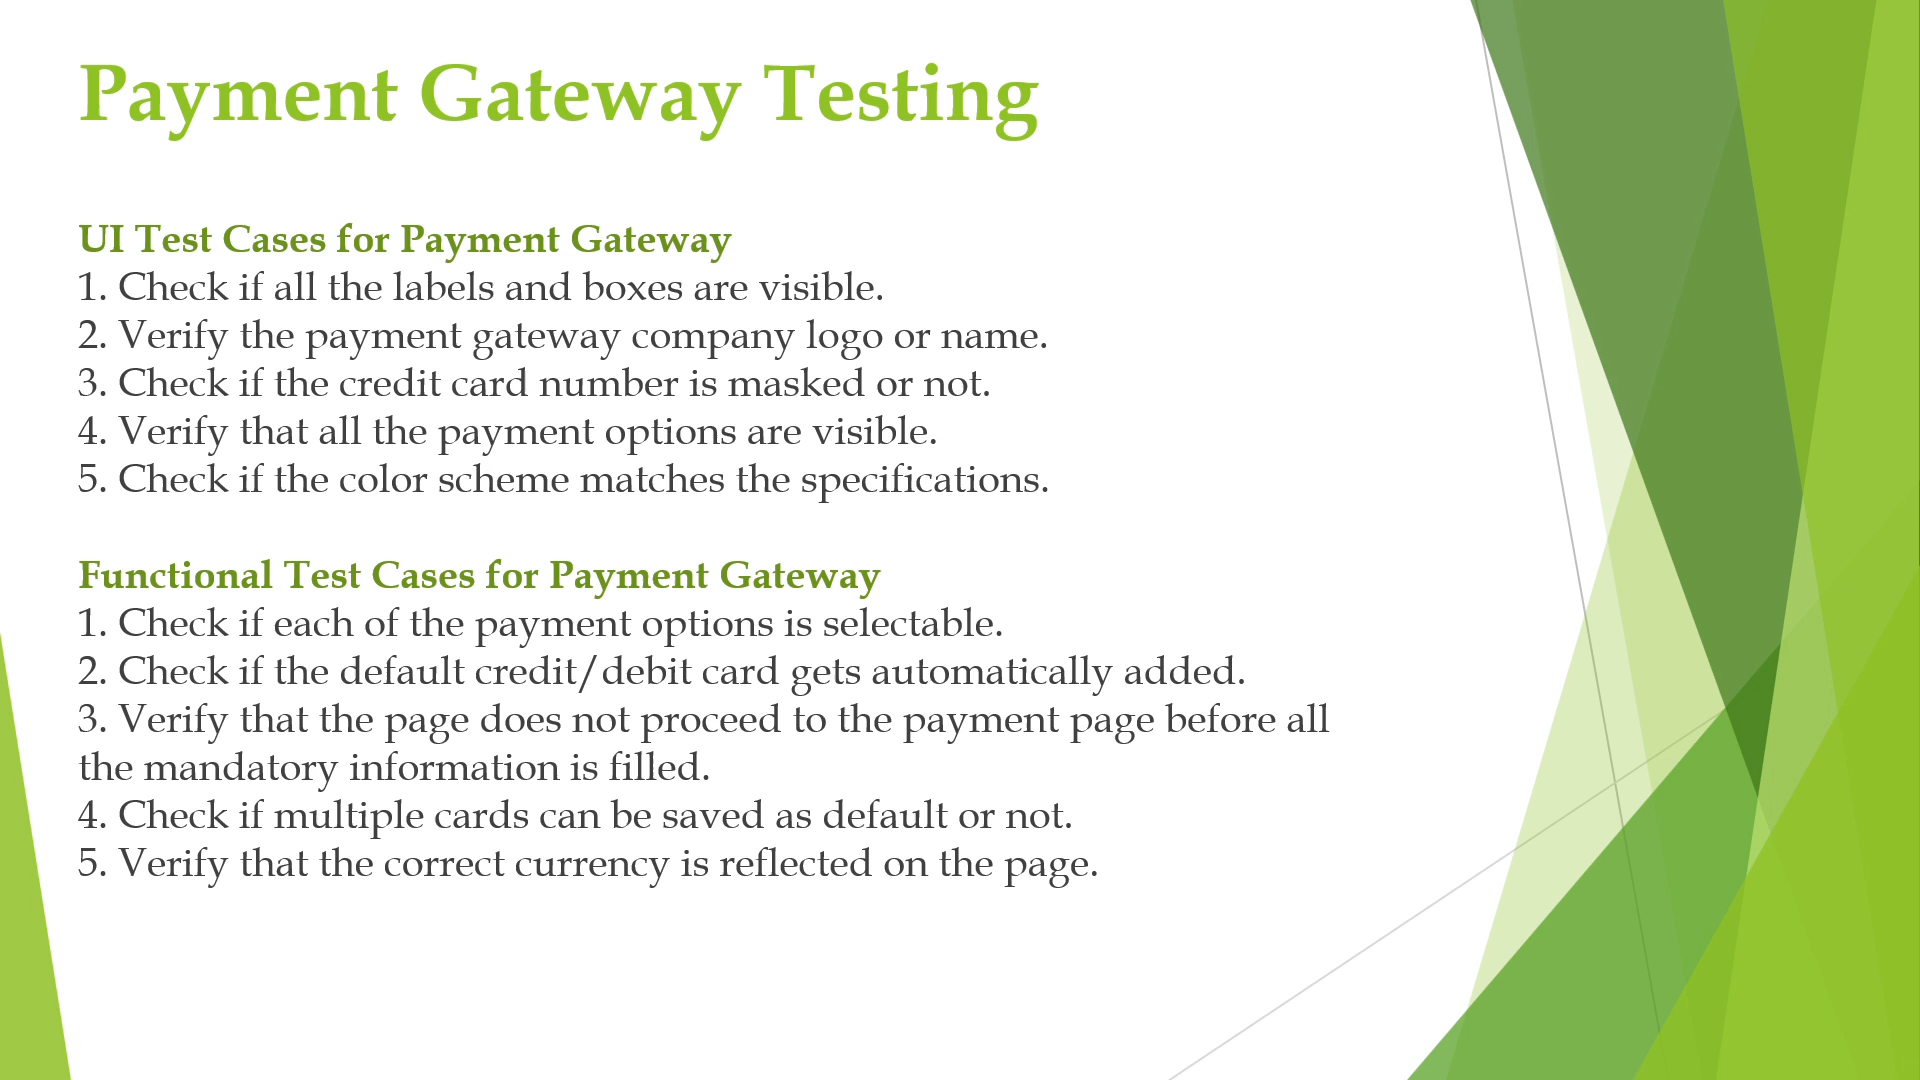 Payment Gateway Testing
UI Test Cases for Payment Gateway
1. Check if all the labels and boxes are visible.
2. Verify the payment gateway company logo or name.
3. Check if the credit card number is masked or not.
4. Verify that all the payment options are visible.
5. Check if the color scheme matches the specifications.
Functional Test Cases for Payment Gateway
1. Check if each of the payment options is selectable.
2. Check if the default credit/debit card gets automatically added.
3. Verify that the page does not proceed to the payment page before all
the mandatory information is filled.
4. Check if multiple cards can be saved as default or not.
5. Verify that the correct currency is reflected on the page.